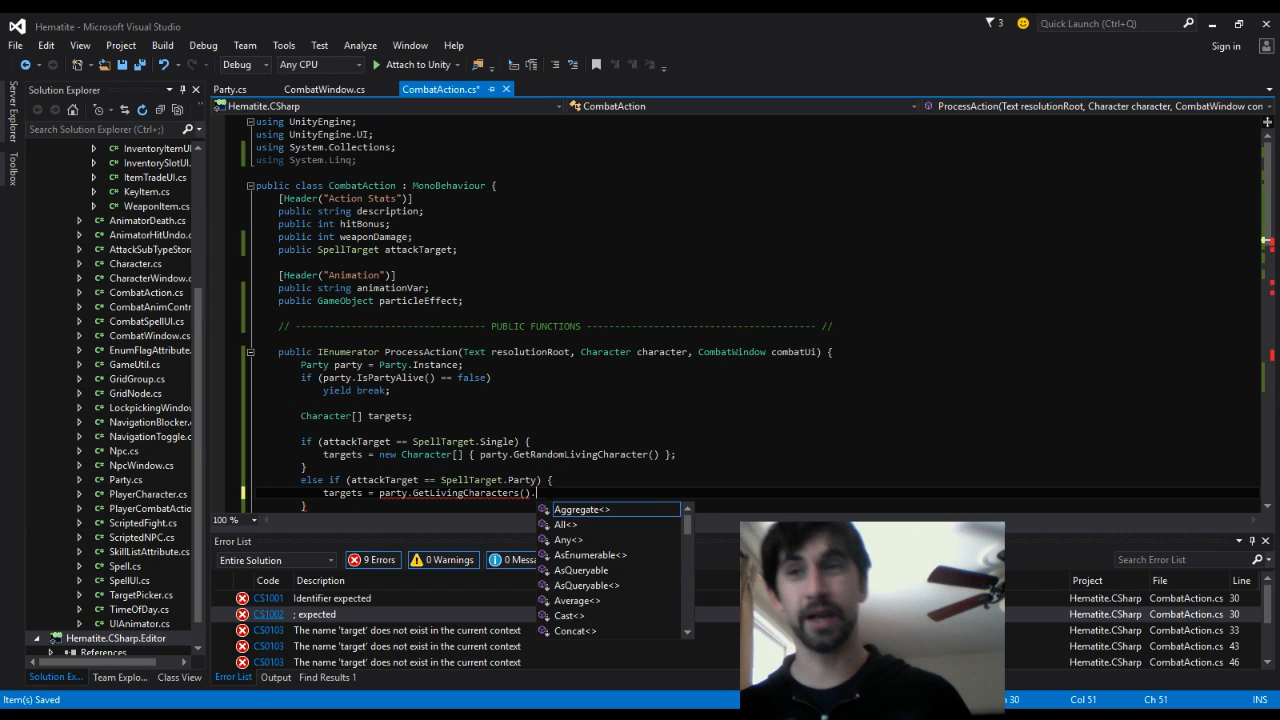 Hematite - Microsoft Visual Studio
3
Quick Launch (Ctrl+Q)
File Edit View Project Build Debug Team Tools Test Analyze Window Help
Sign in
Debug Any CPU Attach to Unity
Server Explorer
Toolbox
Solution Explorer
Search Solution Explorer (Ctrl+;)
InventoryItemUI
InventorySlotUI.
ItemTradeUI.cs
KeyItem.cs
WeaponItem.cs
AnimatorDeath.cs
AnimatorHitUndo.cs
AttackSubTypeStor
Character.cs
CharacterWindow.cs
CombatAction.cs
CombatAnimContr
CombatSpellUI.cs
CombatWindow.cs
EnumFlagAttribute.
GameUtil.cs
GridGroup.cs
GridNode.cs
LockpickingWindow
NavigationBlocker.c
NavigationToggle.cs
Npc.cs
NpcWindow.cs
Party.cs
PlayerCharacter.cs
ScriptedFight.cs
ScriptedNPC.cs
SkillListAttribute.cs
Spell.cs
SpellUI.cs
TargetPicker.cs
TimeOfDay.cs
UIAnimator.cs
Hematite.CSharp.Editor
References
Solution Ex... Team Explo... Class View
Party.cs CombatWindow.cs CombatAction.cs*
Hematite.CSharp CombatAction ProcessAction(Text resolutionRoot, Character character, CombatWindow con
using UnityEngine;
using UnityEngine.UI;
using System.Collections;
using System.Linq;
public class CombatAction : MonoBehaviour {
[Header("Action Stats")]
public string description;
public int hitBonus;
public int weaponDamage;
public SpellTarget attackTarget;
[Header("Animation")]
public string animationVar;
public GameObject particleEffect;
// --------------------------------- PUBLIC FUNCTIONS ---------------------------------------- //
public IEnumerator ProcessAction(Text resolutionRoot, Character character, CombatWindow combatUi) {
Party party = Party.Instance;
if (party.IsPartyAlive() == false)
yield break;
Character[] targets;
if (attackTarget == SpellTarget.Single) {
targets = new Character[] { party.GetRandomLivingCharacter() };
}
else if (attackTarget == SpellTarget.Party) {
targets = party.GetLivingCharacters().
}
Aggregate<>
All<>
Any<>
AsEnumerable<>
AsQueryable
AsQueryable<>
Average<>
Cast<>
Concat<>
100 %
Error List
Entire Solution 9 Errors 0 Warnings 0 Mess
Search Error List
Code Description Project File Line
CS1001 Identifier expected Hematite.CSharp CombatAction.cs 30
CS1002 ; expected Hematite.CSharp CombatAction.cs 30
CS0103 The name 'target' does not exist in the current context Hematite.CSharp CombatAction.cs 33
CS0103 The name 'target' does not exist in the current context Hematite.CSharp CombatAction.cs 43
CS0103 The name 'target' does not exist in the current context Hematite.CSharp CombatAction.cs 46
Error List Output Find Results 1
Item(s) Saved
30 Col 51 Ch 51 INS